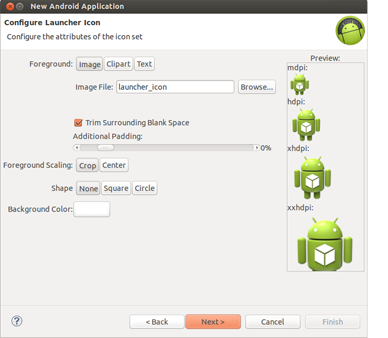 New Android Application
Configure Launcher Icon
Configure the attributes of the icon set
Foreground: Image Clipart Text
Image File: launcher_icon Browse...
Trim Surrounding Blank Space
Additional Padding:
0%
Foreground Scaling: Crop Center
Shape None Square Circle
Background Color:
Preview:
mdpi:
hdpi:
xhdpi:
xxhdpi:
? < Back Next > Cancel Finish